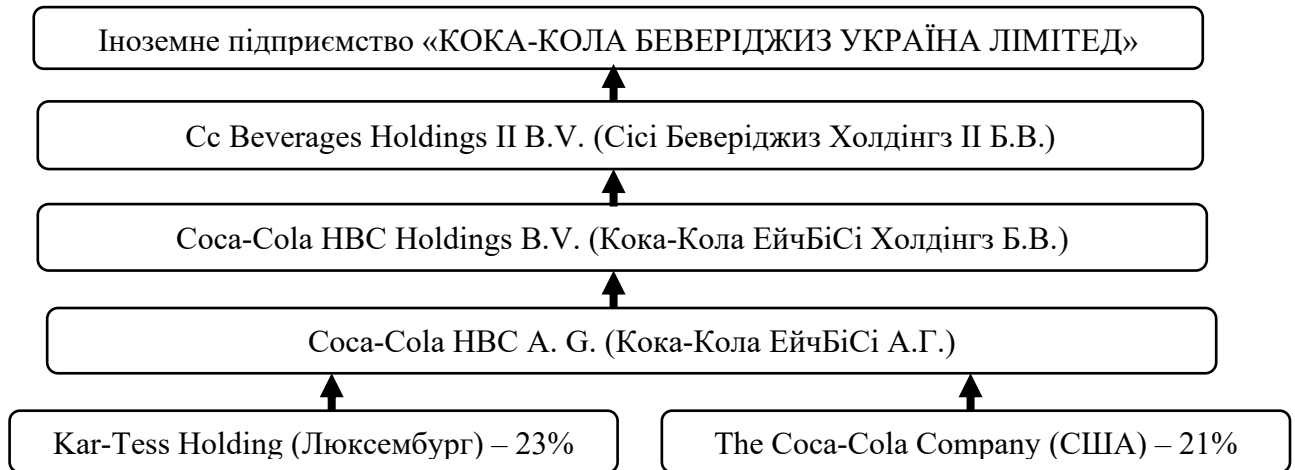 Іноземне підприємство «КОКА-КОЛА БЕВЕРІДЖИЗ УКРАЇНА ЛІМІТЕД»
Cc Beverages Holdings II B.V. (Сісі Беверіджиз Холдінгз II Б.В.)
Coca-Cola HBC Holdings B.V. (Кока-Кола ЕйчБіСі Холдінгз Б.В.)
Coca-Cola HBC A. G. (Кока-Кола ЕйчБіСі А.Г.)
Kar-Tess Holding (Люксембург) – 23%
The Coca-Cola Company (США) – 21%